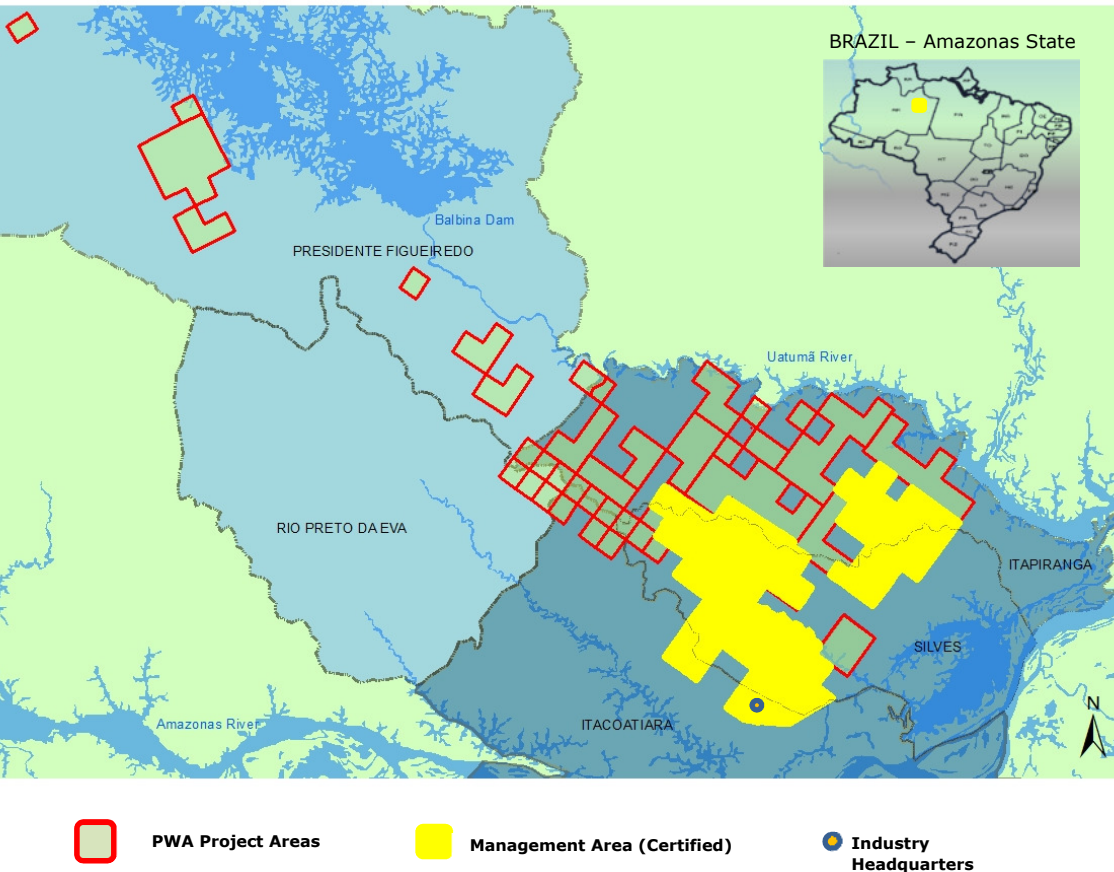 BRAZIL – Amazonas State
Balbina Dam
PRESIDENTE FIGUEIREDO
Uatumã River
RIO PRETO DA EVA
ITAPIRANGA
SILVES
N
Amazonas River
ITACOATIARA
PWA Project Areas
Management Area (Certified)
Industry
Headquarters